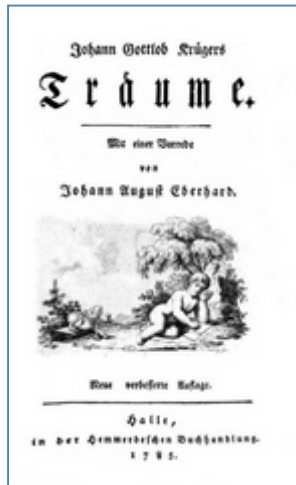 Johann Gottlob Krügers
Träume.
Mit einer Vorrede
von
Johann August Eberhard.
Neue verbesserte Auflage.
Halle,
in der Hemmerdeschen Buchhandlung.
1785.